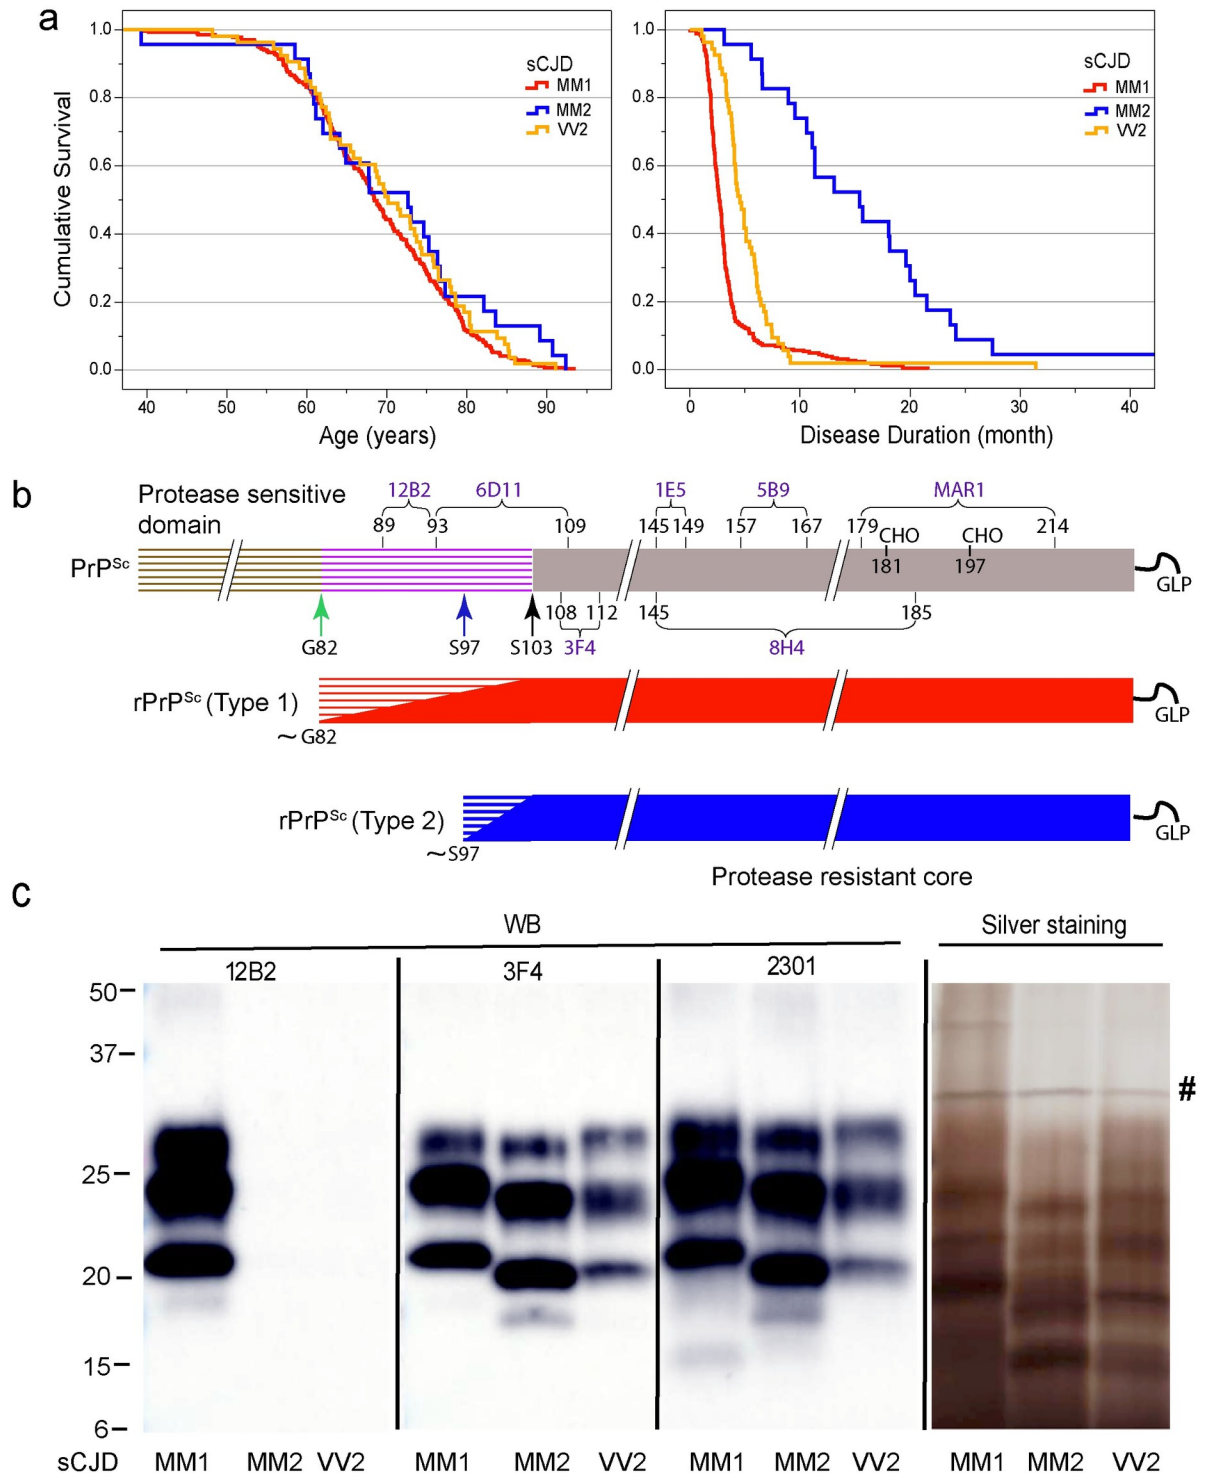 a
1.0
0.8
0.6
0.4
0.2
0.0
Cumulative Survival
sCJD
MM1
MM2
VV2
40 50 60 70 80 90
Age (years)
1.0
0.8
0.6
0.4
0.2
0.0
sCJD
MM1
MM2
VV2
0 10 20 30 40
Disease Duration (month)
b
Protease sensitive
domain
12B2 6D11 1E5 5B9 MAR1
89 93 109 145 149 157 167 179 214
CHO CHO
181 197
PrPSc
GLP
G82 S97 S103
108 112 145 185
3F4 8H4
rPrPSc (Type 1)
GLP
~G82
rPrPSc (Type 2)
GLP
~S97
Protease resistant core
c
WB Silver staining
12B2 3F4 2301
50
37
25
20
15
6
#
sCJD MM1 MM2 VV2 MM1 MM2 VV2 MM1 MM2 VV2 MM1 MM2 VV2